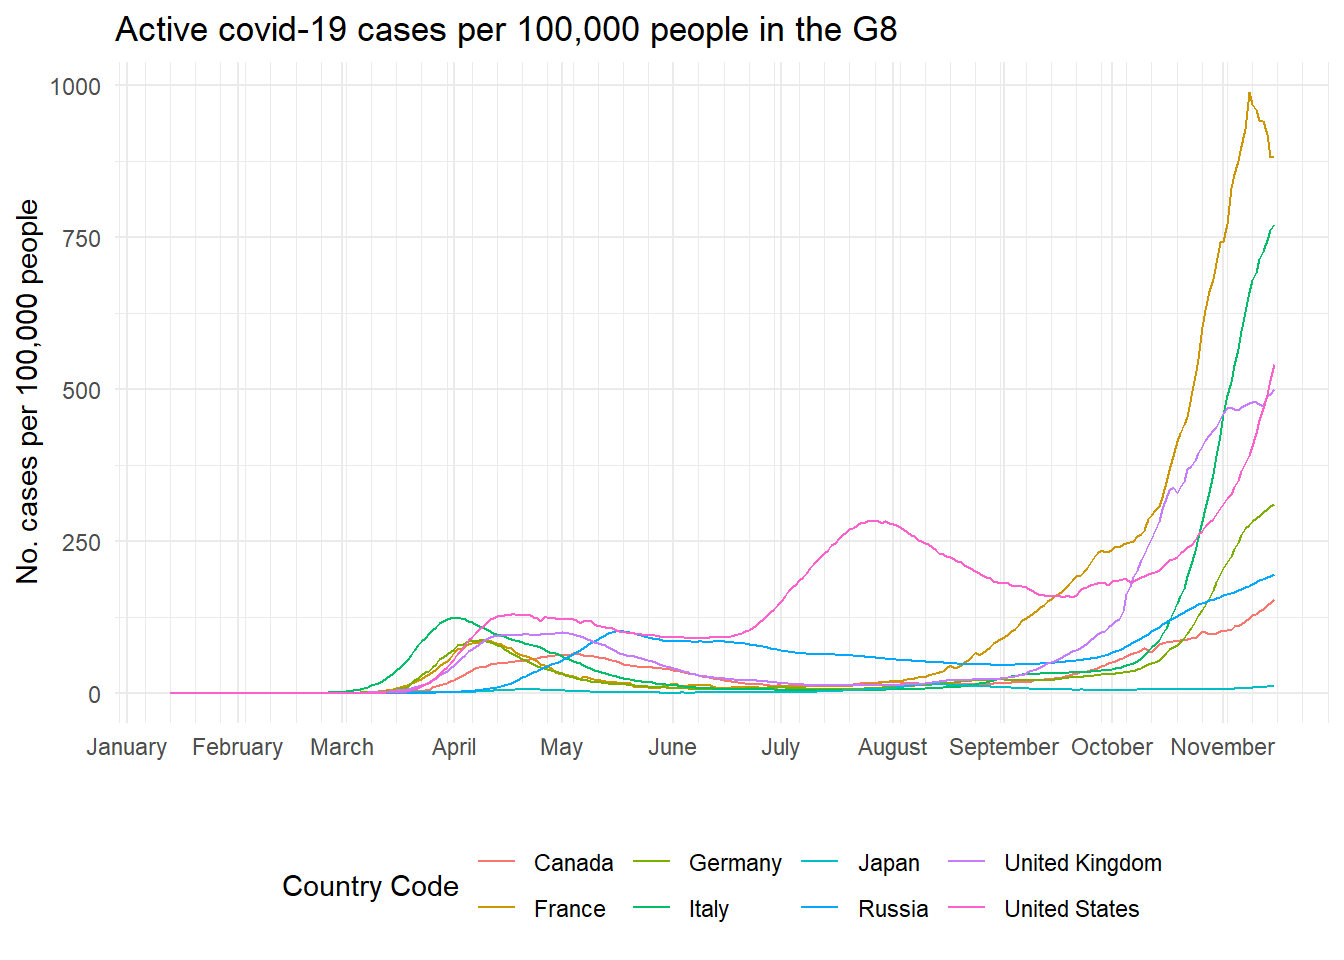 Active covid-19 cases per 100,000 people in the G8
No. cases per 100,000 people
1000
750
500
250
0
January February March April May June July August September October November
Country Code
Canada Germany Japan United Kingdom
France Italy Russia United States